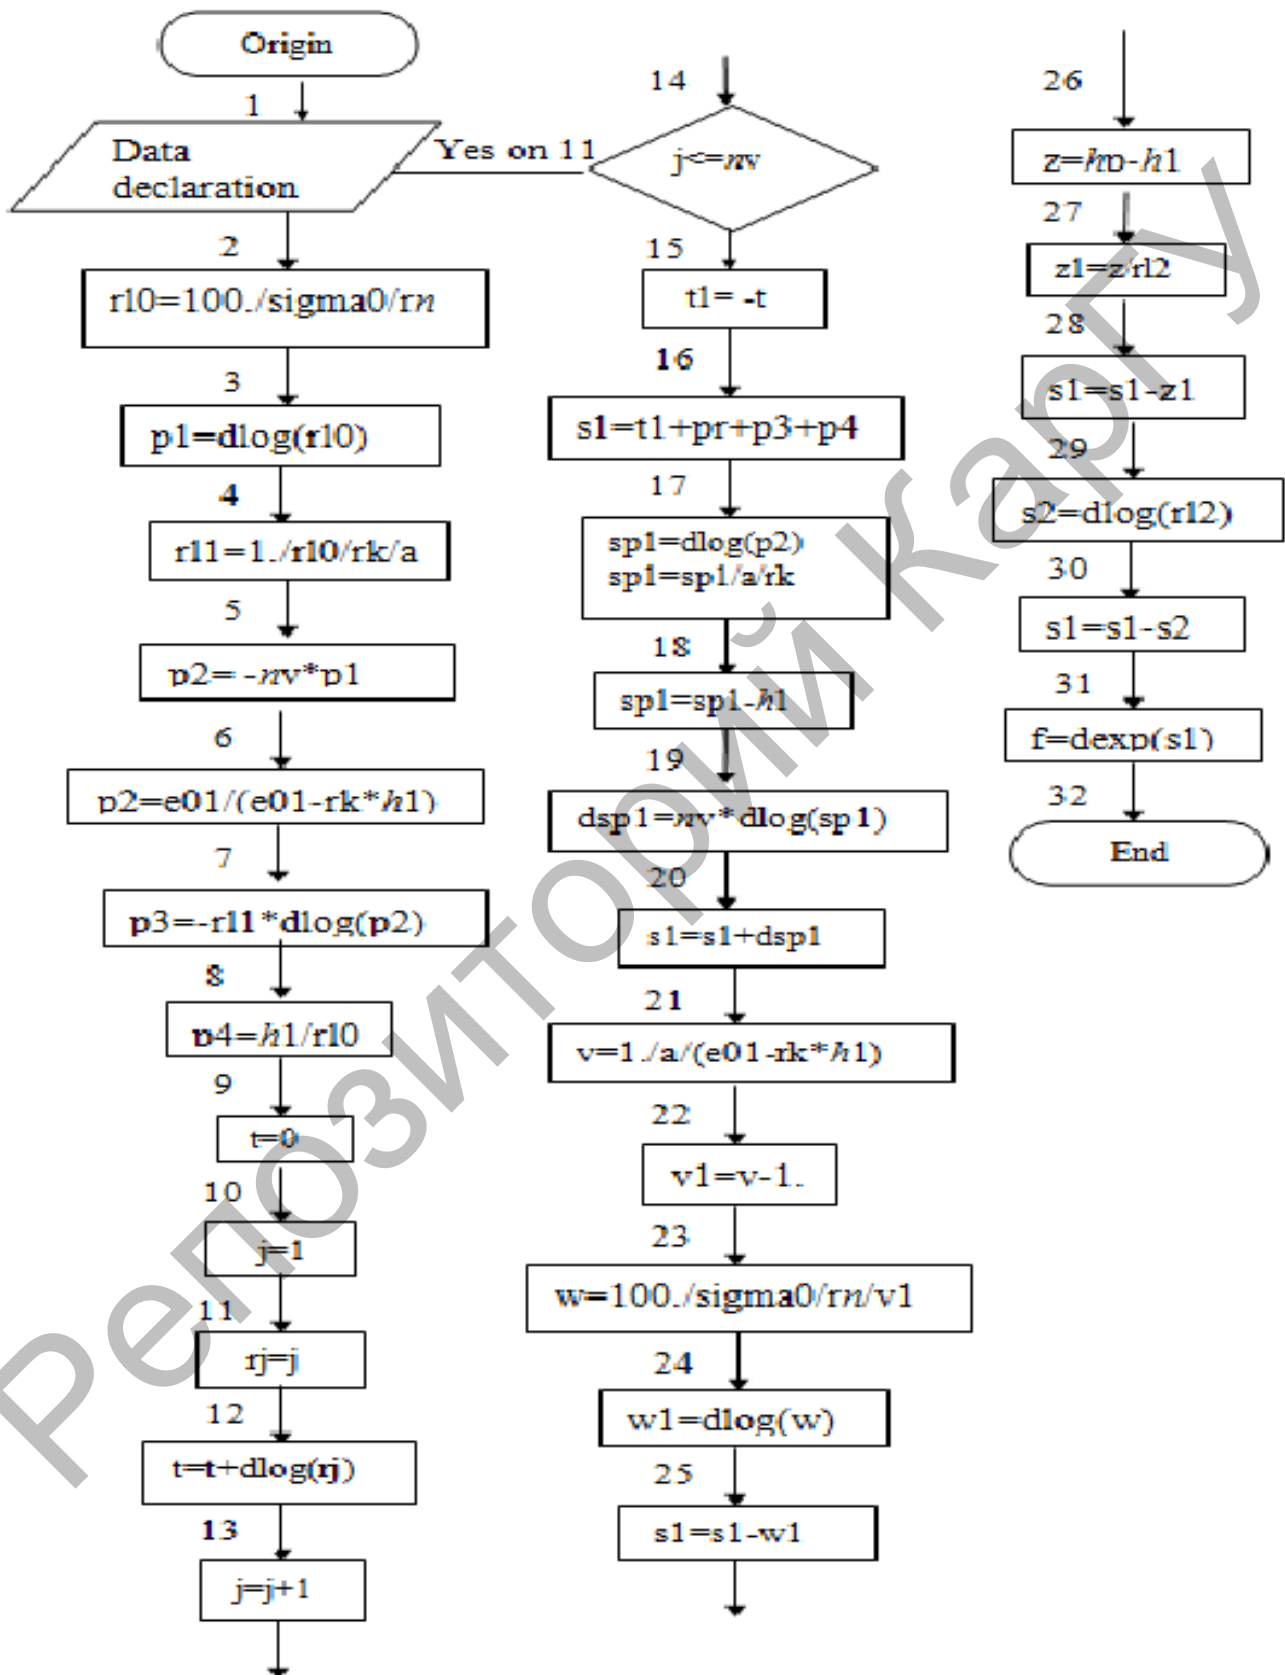 Origin
1
Data
declaration
2
rl0=100./sigma0/rn
3
p1=dlog(rl0)
4
rl1=1./rl0/rk/a
5
p2= -nv*p1
6
p2=e01/(e01-rk*h1)
7
p3=-rl1*dlog(p2)
8
p4=h1/rl0
9
t=0
10
j=1
11
rj=j
12
t=t+dlog(rj)
13
j=j+1
14
Yes on 11
j<=nv
15
t1= -t
16
s1=t1+pr+p3+p4
17
sp1=dlog(p2)
sp1=sp1/a/rk
18
sp1=sp1-h1
19
dsp1=nv*dlog(sp1)
20
s1=s1+dsp1
21
v=1./a/(e01-rk*h1)
22
v1=v-1.
23
w=100./sigma0/rn/v1
24
w1=dlog(w)
25
s1=s1-w1
26
z=hp-h1
27
z1=z/rl2
28
s1=s1-z1
29
s2=dlog(rl2)
30
s1=s1-s2
31
f=dexp(s1)
32
End
Репозиторий КарГУ